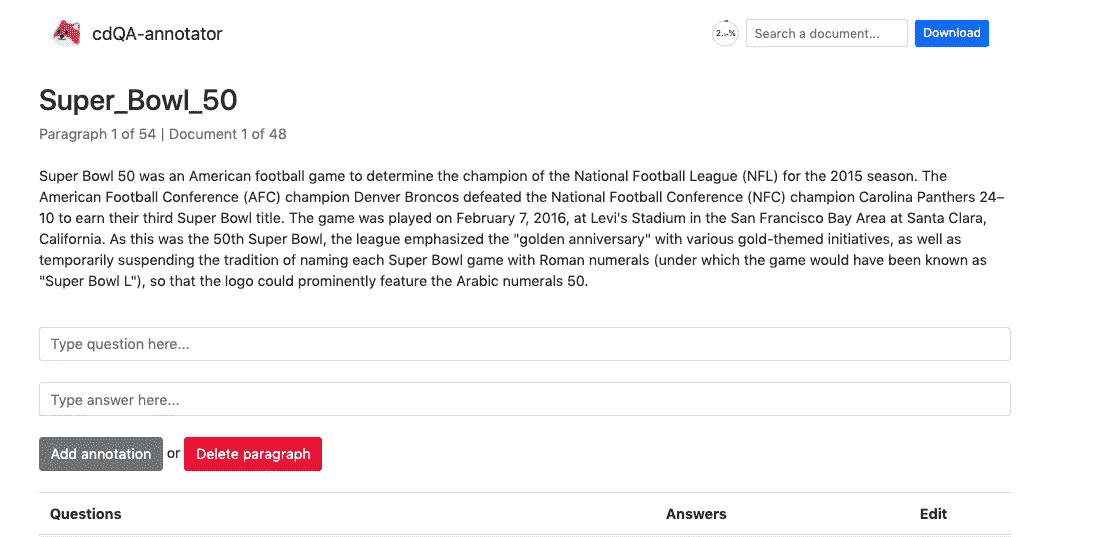 cdQA-annotator
2.08% Search a document... Download
Super_Bowl_50
Paragraph 1 of 54 | Document 1 of 48
Super Bowl 50 was an American football game to determine the champion of the National Football League (NFL) for the 2015 season. The
American Football Conference (AFC) champion Denver Broncos defeated the National Football Conference (NFC) champion Carolina Panthers 24–
10 to earn their third Super Bowl title. The game was played on February 7, 2016, at Levi's Stadium in the San Francisco Bay Area at Santa Clara,
California. As this was the 50th Super Bowl, the league emphasized the "golden anniversary" with various gold-themed initiatives, as well as
temporarily suspending the tradition of naming each Super Bowl game with Roman numerals (under which the game would have been known as
"Super Bowl L"), so that the logo could prominently feature the Arabic numerals 50.
Type question here...
Type answer here...
Add annotation or Delete paragraph
Questions Answers Edit